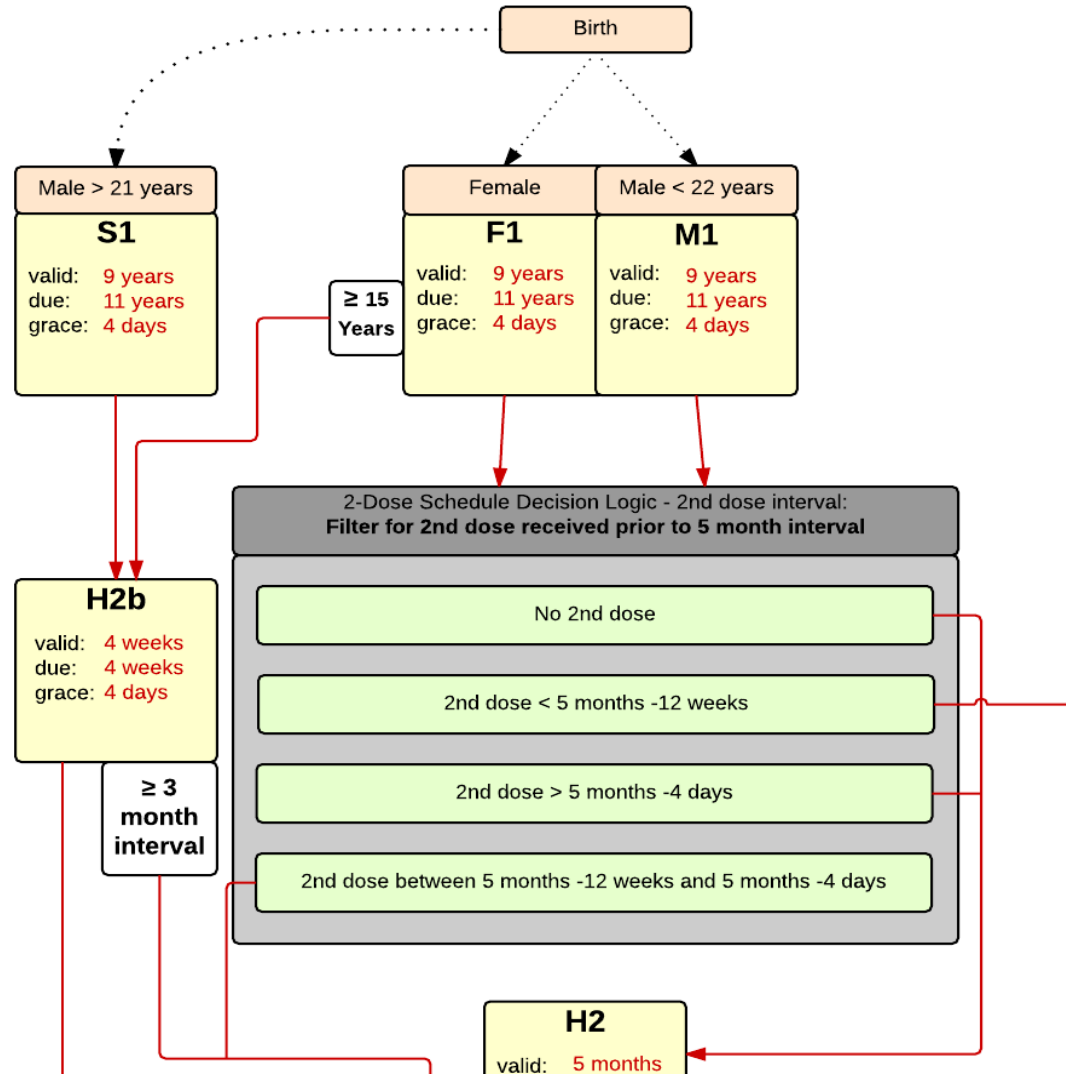 Birth
Male > 21 years
S1
valid: 9 years
due: 11 years
grace: 4 days
Female
F1
valid: 9 years
due: 11 years
grace: 4 days
Male < 22 years
M1
valid: 9 years
due: 11 years
grace: 4 days
≥ 15
Years
2-Dose Schedule Decision Logic - 2nd dose interval:
Filter for 2nd dose received prior to 5 month interval
No 2nd dose
2nd dose < 5 months -12 weeks
2nd dose > 5 months -4 days
2nd dose between 5 months -12 weeks and 5 months -4 days
H2b
valid: 4 weeks
due: 4 weeks
grace: 4 days
≥ 3
month
interval
H2
valid: 5 months